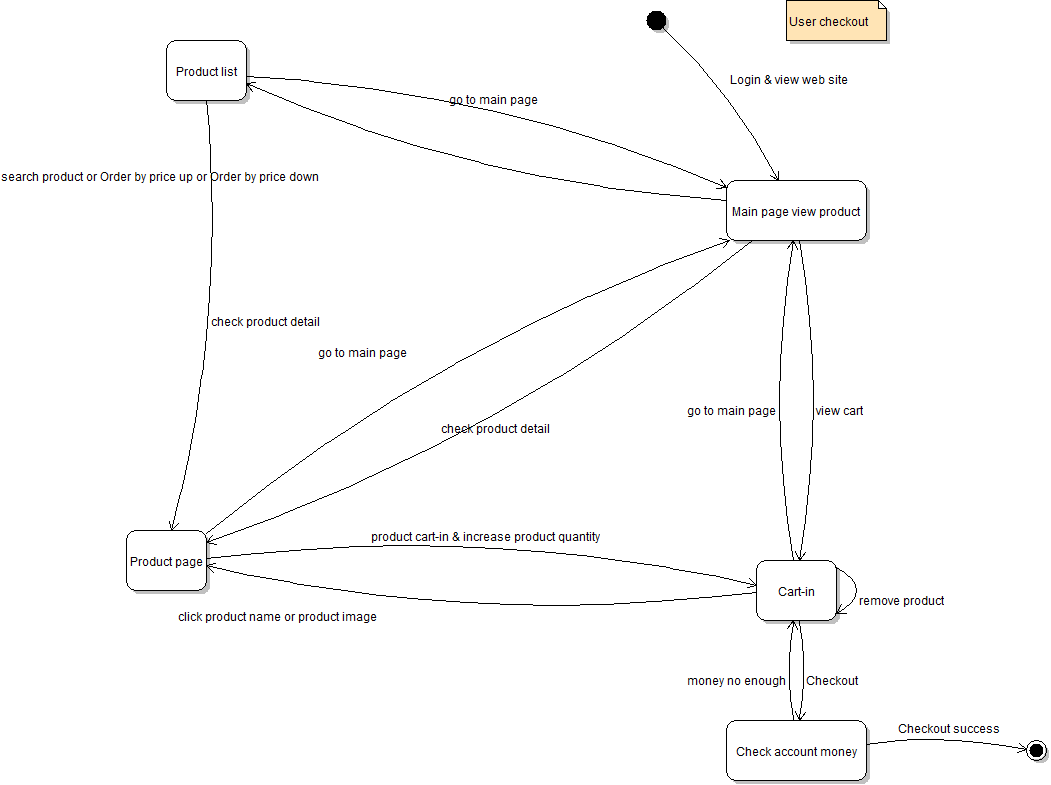 User checkout
Product list
Login & view web site
go to main page
search product or Order by price up or Order by price down
Main page view product
check product detail
go to main page
go to main page
view cart
check product detail
product cart-in & increase product quantity
Product page
Cart-in
remove product
click product name or product image
money no enough
Checkout
Checkout success
Check account money